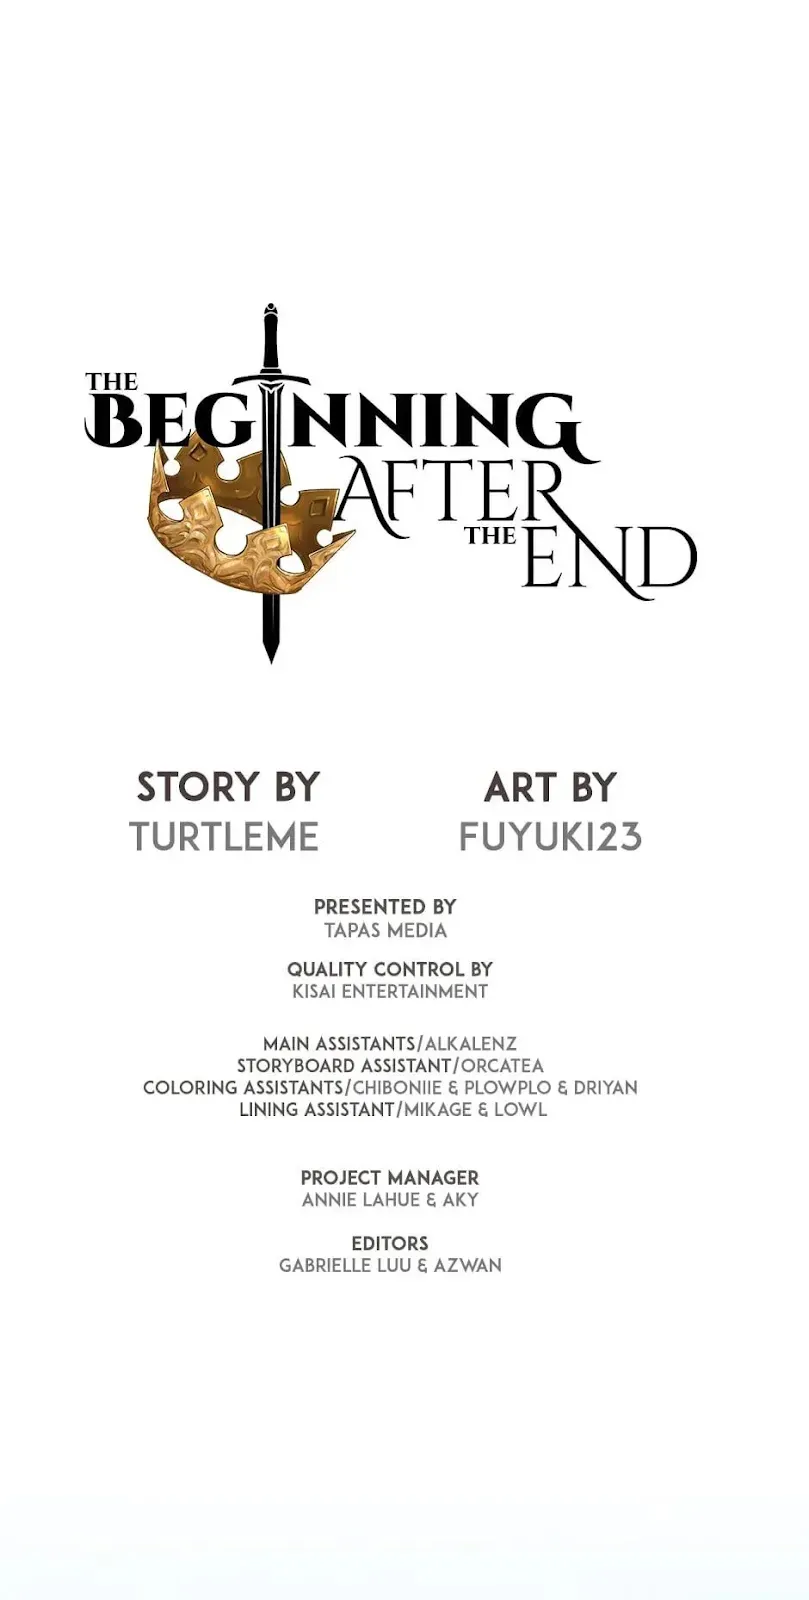 THE
BEGINNING
AFTER
THE END
STORY BY
TURTLEME
ART BY
FUYUKI23
PRESENTED BY
TAPAS MEDIA
QUALITY CONTROL BY
KISAI ENTERTAINMENT
MAIN ASSISTANTS/ALKALENZ
STORYBOARD ASSISTANT/ORCATEA
COLORING ASSISTANTS/CHIBONIIE & PLOWPLO & DRIYAN
LINING ASSISTANT/MIKAGE & LOWL
PROJECT MANAGER
ANNIE LAHUE & AKY
EDITORS
GABRIELLE LUU & AZWAN